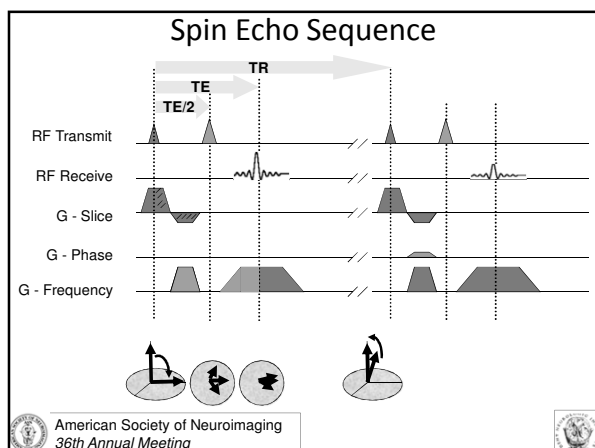 Spin Echo Sequence
TR
TE
TE/2
RF Transmit
RF Receive
G - Slice
G - Phase
G - Frequency
American Society of Neuroimaging
36th Annual Meeting